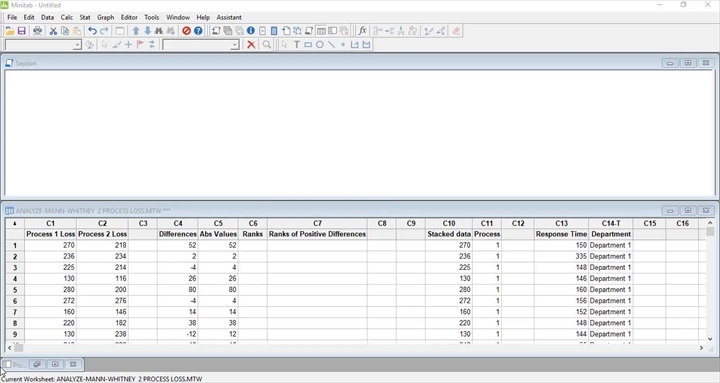 Minitab - Untitled
File Edit Data Calc Stat Graph Editor Tools Window Help Assistant
Session
ANALYZE-MANN-WHITNEY 2 PROCESS LOSS.MTW ***
C1 C2 C3 C4 C5 C6 C7 C8 C9 C10 C11 C12 C13 C14-T C15 C16
Process 1 Loss Process 2 Loss Differences Abs Values Ranks Ranks of Positive Differences Stacked data Process Response Time Department
1 270 218 52 52 270 1 150 Department 1
2 236 234 2 2 236 1 335 Department 1
3 225 214 -4 4 225 1 148 Department 1
4 130 116 26 26 130 1 146 Department 1
5 280 200 80 80 280 1 160 Department 1
6 272 276 -4 4 272 1 156 Department 1
7 160 146 14 14 160 1 152 Department 1
8 220 182 38 38 220 1 148 Department 1
9 130 238 -12 12 130 1 144 Department 1
Current Worksheet: ANALYZE-MANN-WHITNEY 2 PROCESS LOSS.MTW